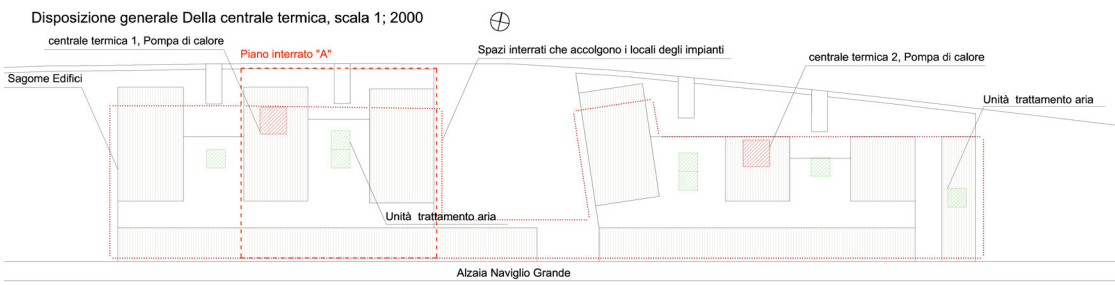 Disposizione generale Della centrale termica, scala 1; 2000
centrale termica 1, Pompa di calore
Piano interrato "A"
Spazi interrati che accolgono i locali degli impianti
centrale termica 2, Pompa di calore
Sagome Edifici
Unità trattamento aria
Unità trattamento aria
Alzaia Naviglio Grande